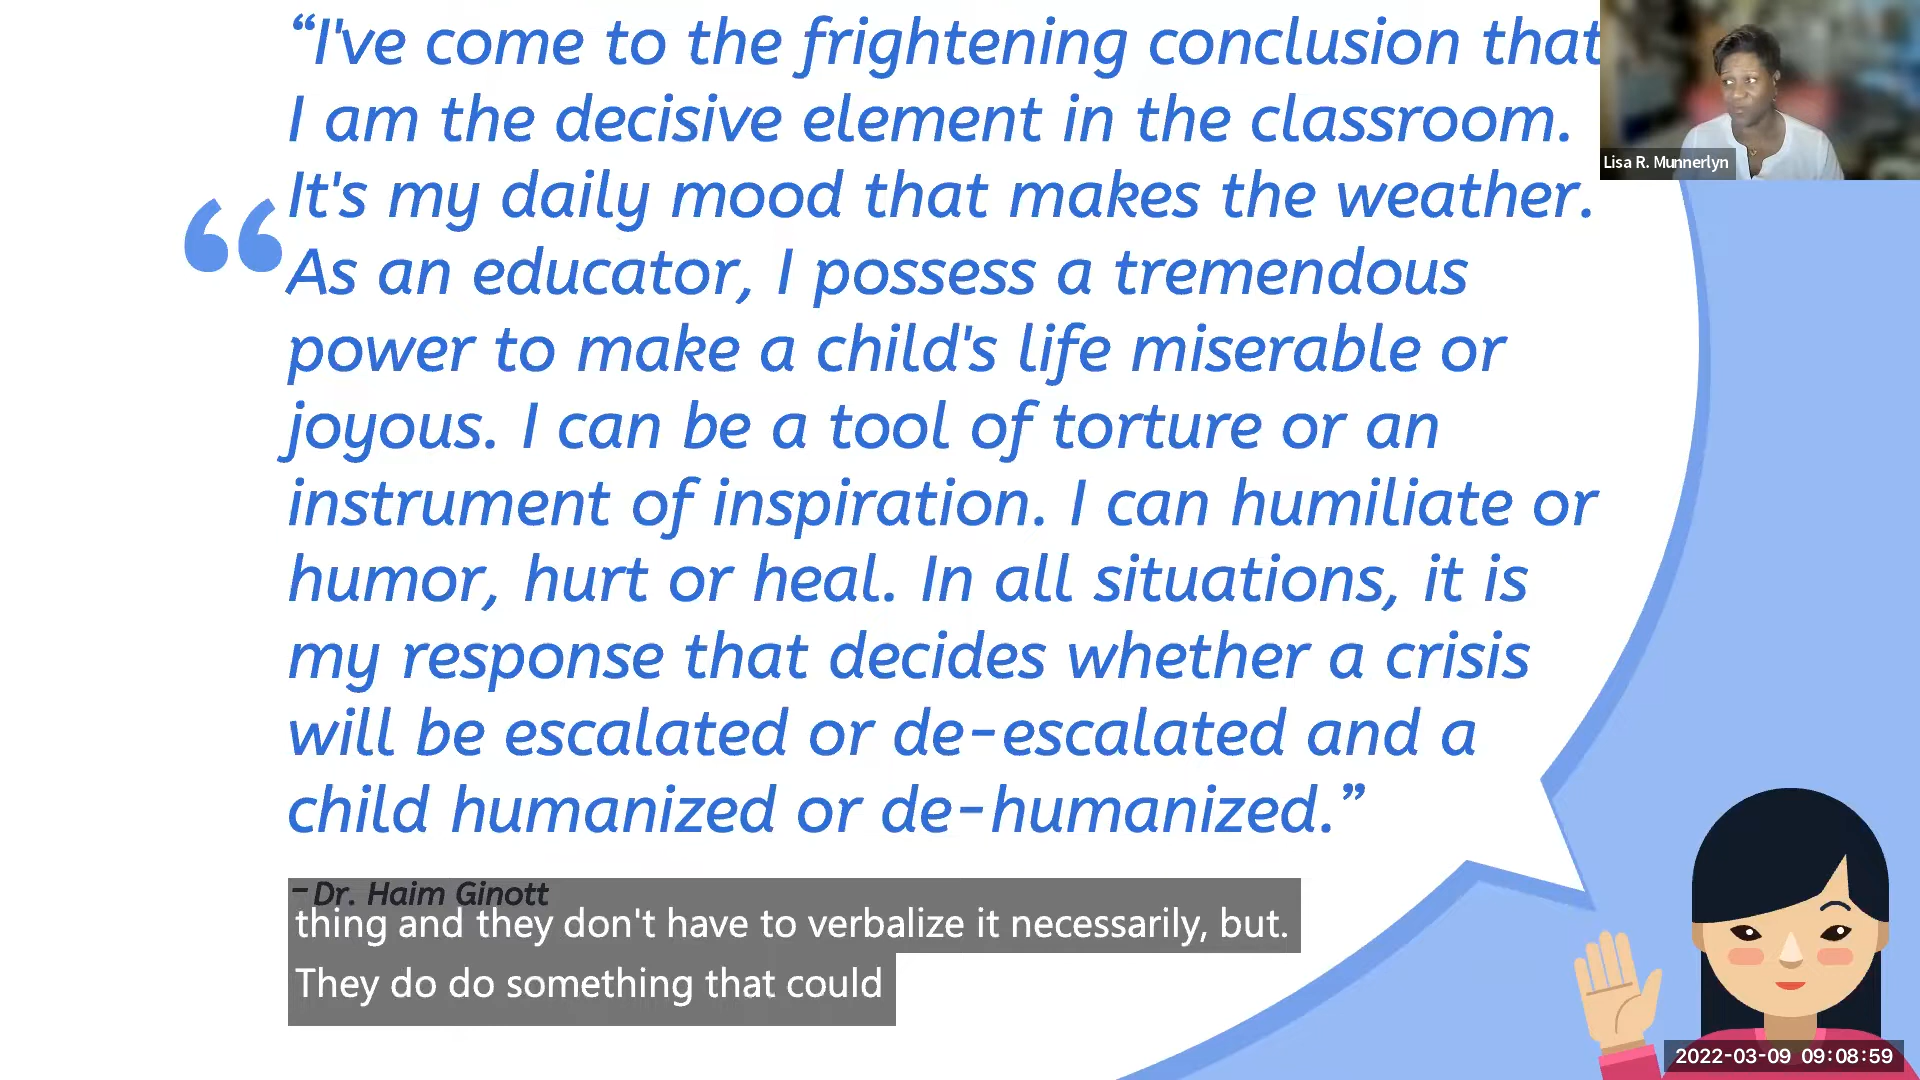 “I've come to the frightening conclusion that
I am the decisive element in the classroom.
It's my daily mood that makes the weather.
As an educator, I possess a tremendous
power to make a child's life miserable or
joyous. I can be a tool of torture or an
instrument of inspiration. I can humiliate or
humor, hurt or heal. In all situations, it is
my response that decides whether a crisis
will be escalated or de-escalated and a
child humanized or de-humanized.”
“
Lisa R. Munnerlyn
-Dr. Haim Ginott
thing and they don't have to verbalize it necessarily, but.
They do do something that could
2022-03-09 09:08:59